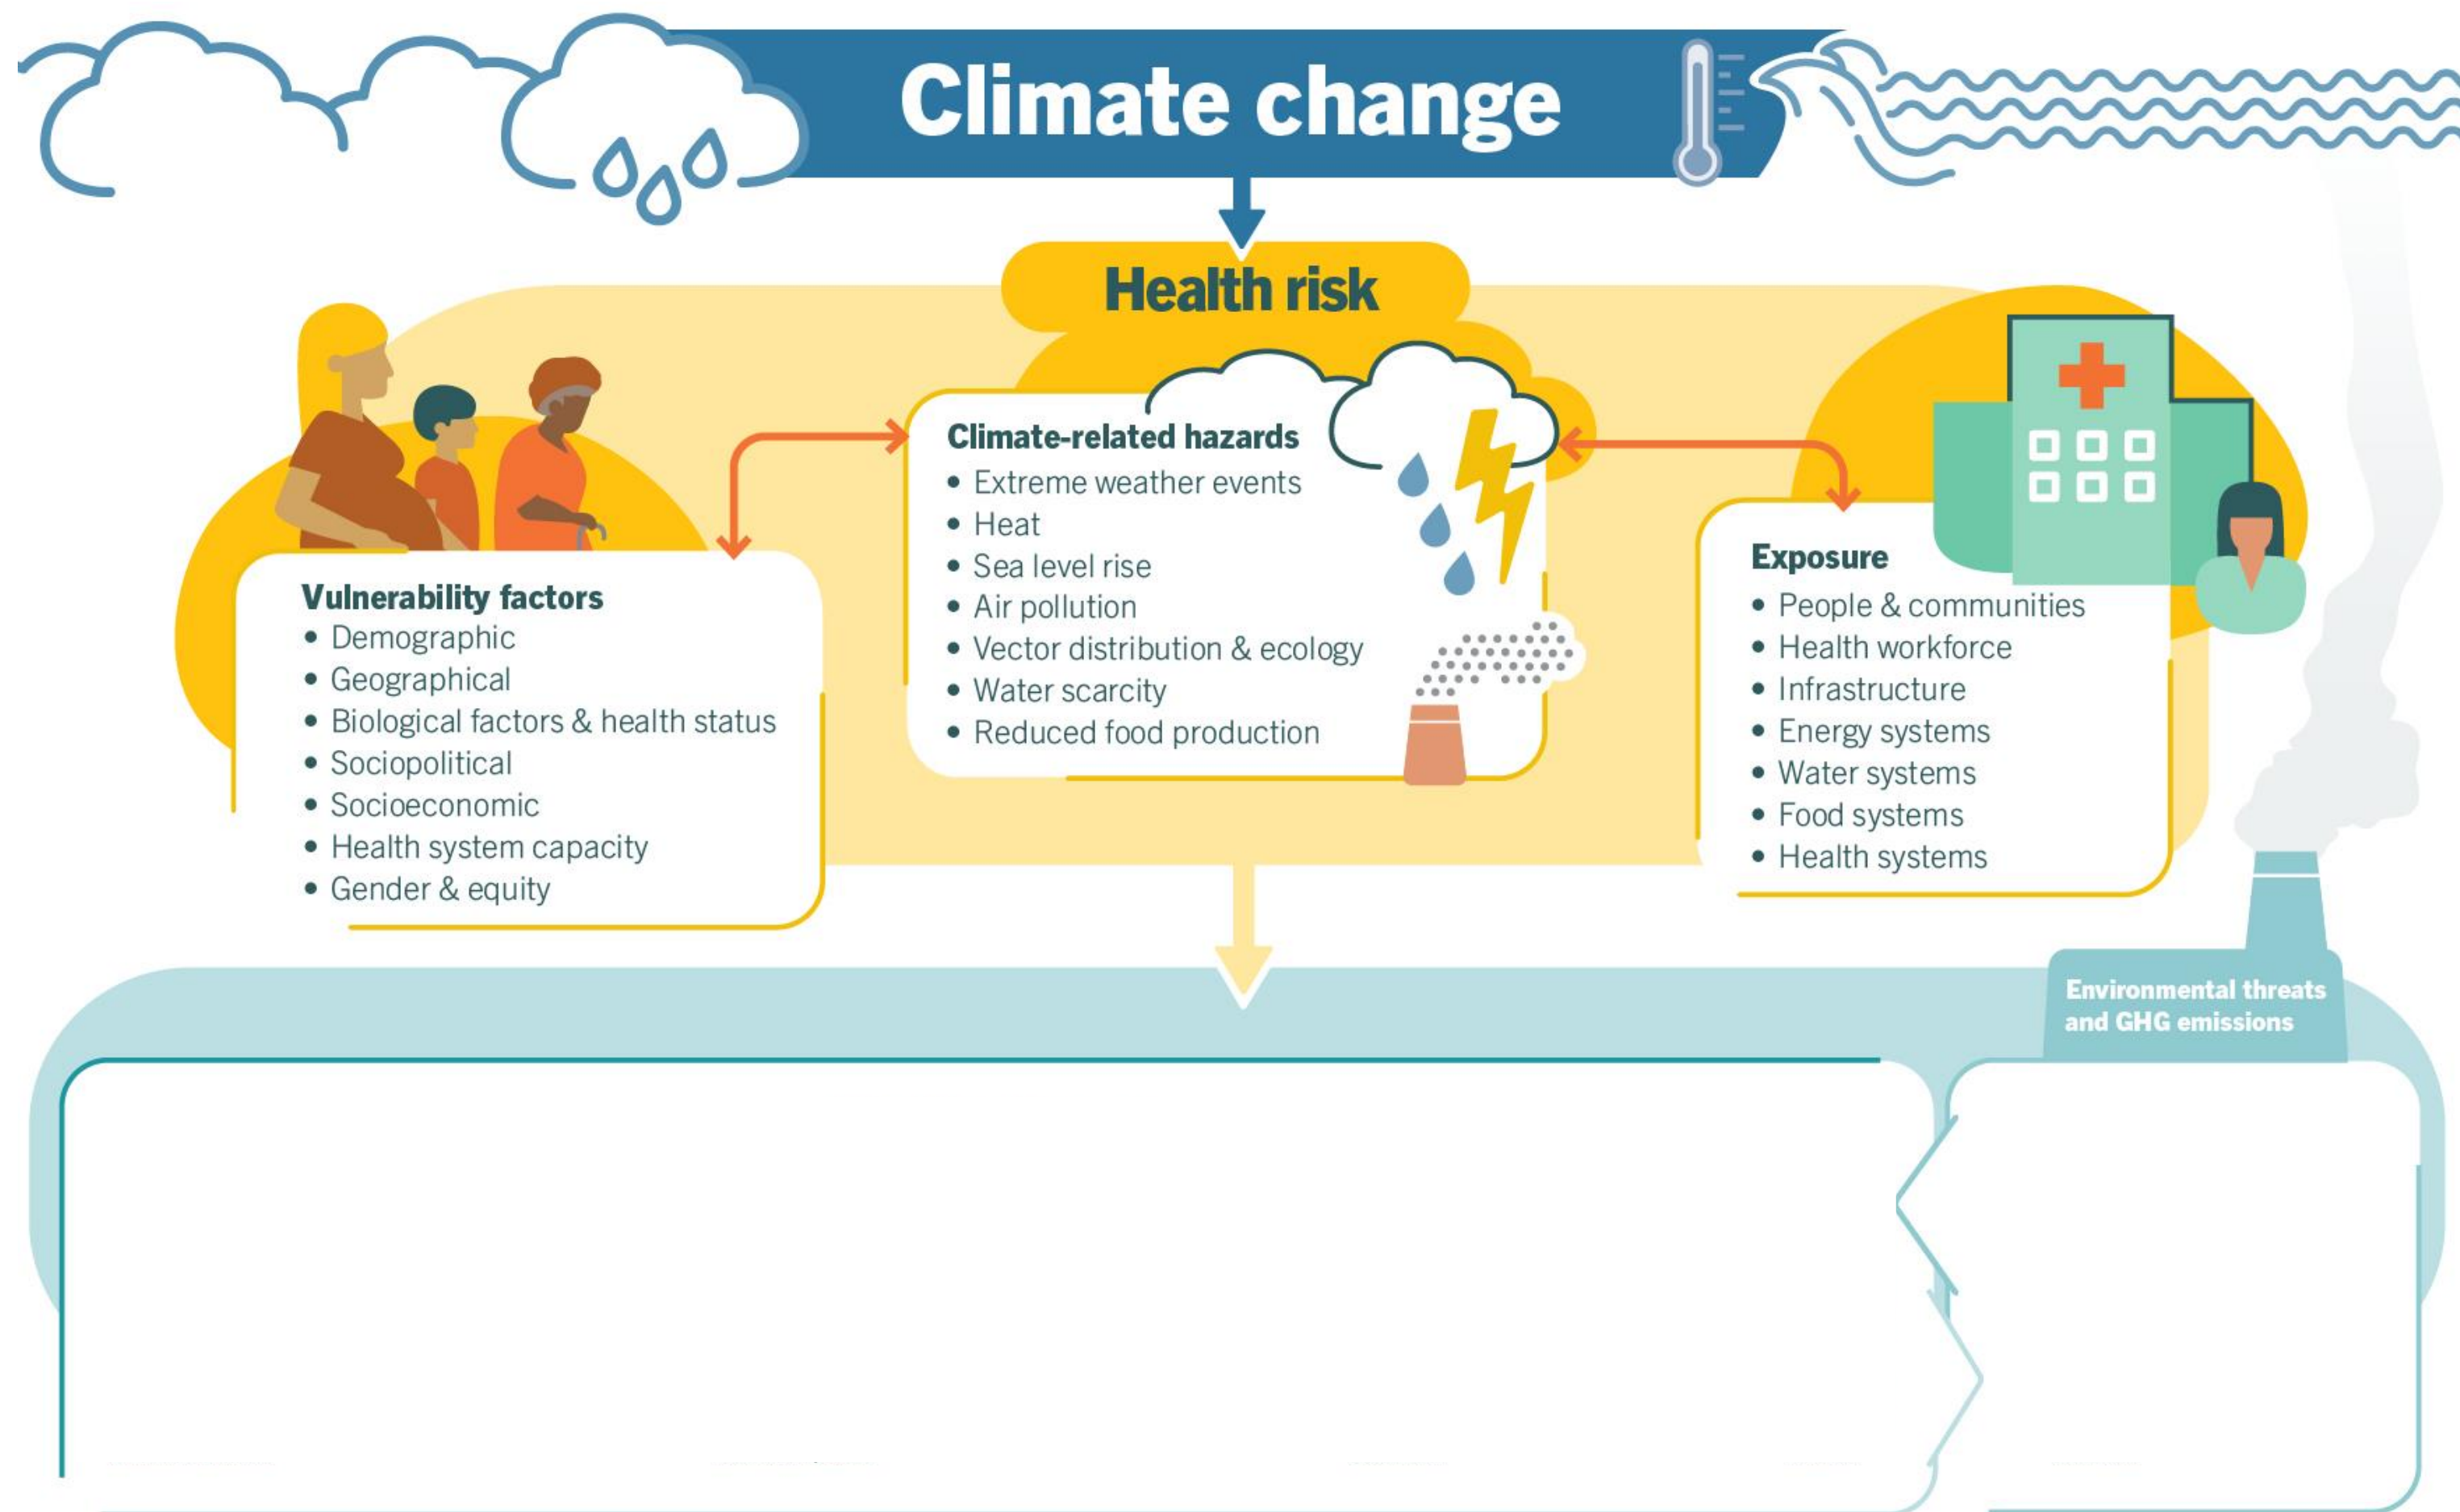 Climate change
Health risk
Vulnerability factors
• Demographic
• Geographical
• Biological factors & health status
• Sociopolitical
• Socioeconomic
• Health system capacity
• Gender & equity
Climate-related hazards
• Extreme weather events
• Heat
• Sea level rise
• Air pollution
• Vector distribution & ecology
• Water scarcity
• Reduced food production
Exposure
• People & communities
• Health workforce
• Infrastructure
• Energy systems
• Water systems
• Food systems
• Health systems
Environmental threats
and GHG emissions